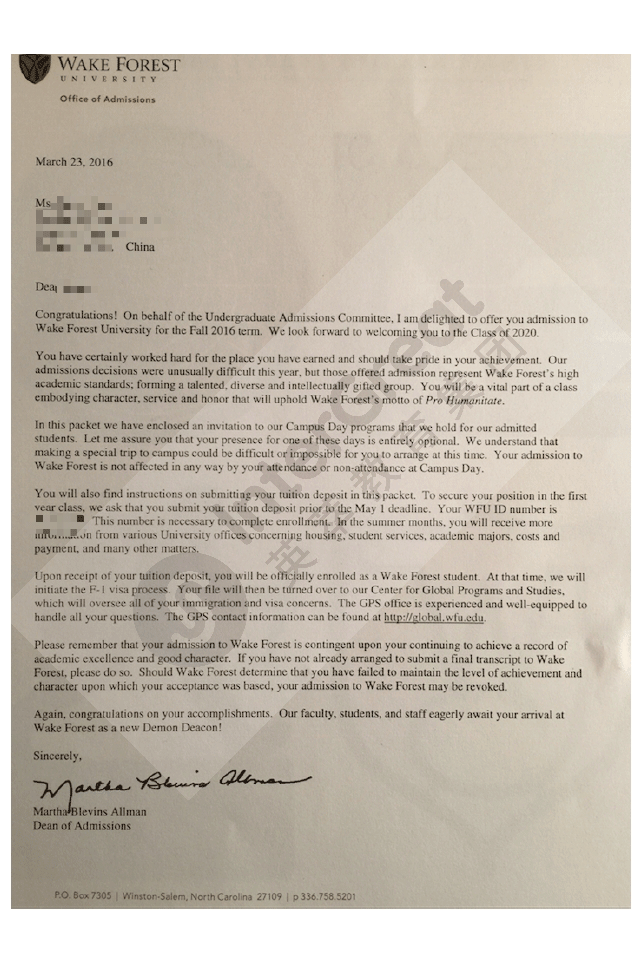 WAKE FOREST
UNIVERSITY
Office of Admissions
March 23, 2016
Ms
China
Dea
Congratulations! On behalf of the Undergraduate Admissions Committee, I am delighted to offer you admission to
Wake Forest University for the Fall 2016 term. We look forward to welcoming you to the Class of 2020.
You have certainly worked hard for the place you have earned and should take pride in your achievement. Our
admissions decisions were unusually difficult this year, but those offered admission represent Wake Forest's high
academic standards; forming a talented, diverse and intellectually gifted group. You will be a vital part of a class
embodying character, service and honor that will uphold Wake Forest's motto of Pro Humanitate.
In this packet we have enclosed an invitation to our Campus Day programs that we hold for our admitted
students. Let me assure you that your presence for one of these days is entirely optional. We understand that
making a special trip to campus could be difficult or impossible for you to arrange at this time. Your admission to
Wake Forest is not affected in any way by your attendance or non-attendance at Campus Day.
You will also find instructions on submitting your tuition deposit in this packet. To secure your position in the first
year class, we ask that you submit your tuition deposit prior to the May 1 deadline. Your WFU ID number is
This number is necessary to complete enrollment. In the summer months, you will receive more
information from various University offices concerning housing, student services, academic majors, costs and
payment, and many other matters.
Upon receipt of your tuition deposit, you will be officially enrolled as a Wake Forest student. At that time, we will
initiate the F-1 visa process. Your file will then be turned over to our Center for Global Programs and Studies,
which will oversee all of your immigration and visa concerns. The GPS office is experienced and well-equipped to
handle all your questions. The GPS contact information can be found at http://global.wfu.edu.
Please remember that your admission to Wake Forest is contingent upon your continuing to achieve a record of
academic excellence and good character. If you have not already arranged to submit a final transcript to Wake
Forest, please do so. Should Wake Forest determine that you have failed to maintain the level of achievement and
character upon which your acceptance was based, your admission to Wake Forest may be revoked.
Again, congratulations on your accomplishments. Our faculty, students, and staff eagerly await your arrival at
Wake Forest as a new Demon Deacon!
Sincerely,
Martha Blevins Allman
Martha Blevins Allman
Dean of Admissions
P.O. Box 7305 | Winston-Salem, North Carolina 27109 | p 336.758.5201